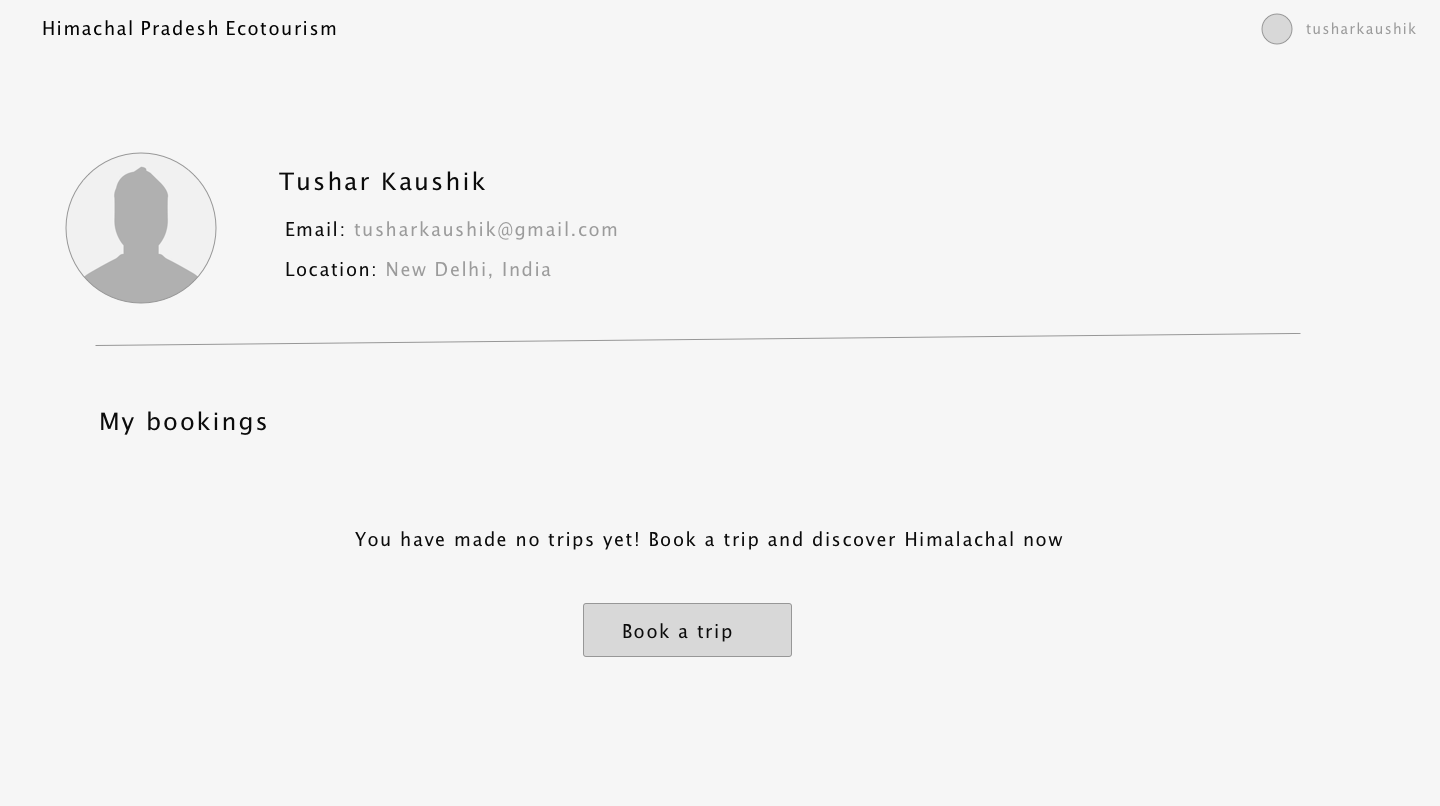 Himachal Pradesh Ecotourism
tusharkaushik
Tushar Kaushik
Email: tusharkaushik@gmail.com
Location: New Delhi, India
My bookings
You have made no trips yet! Book a trip and discover Himalachal now
Book a trip